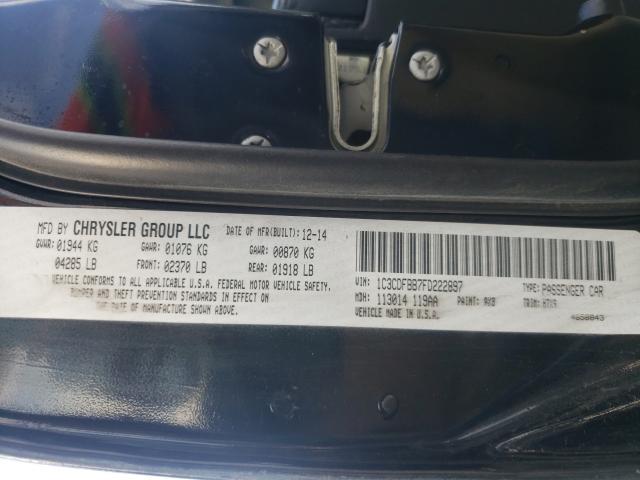 MFD BY CHRYSLER GROUP LLC DATE OF MFR(BUILT): 12-14
GVWR: 01944 KG GAWR: 01076 KG GAWR: 00870 KG
04285 LB FRONT: 02370 LB REAR: 01918 LB
VEHICLE CONFORMS TO ALL APPLICABLE U.S.A. FEDERAL MOTOR VEHICLE SAFETY,
BUMPER AND THEFT PREVENTION STANDARDS IN EFFECT ON
THE DATE OF MANUFACTURE SHOWN ABOVE.
VIN: 1C3CDFBB7FD222897 TYPE: PASSENGER CAR
MDH: 113014 119AA PAINT: TRIM:
VEHICLE MADE IN U.S.A.